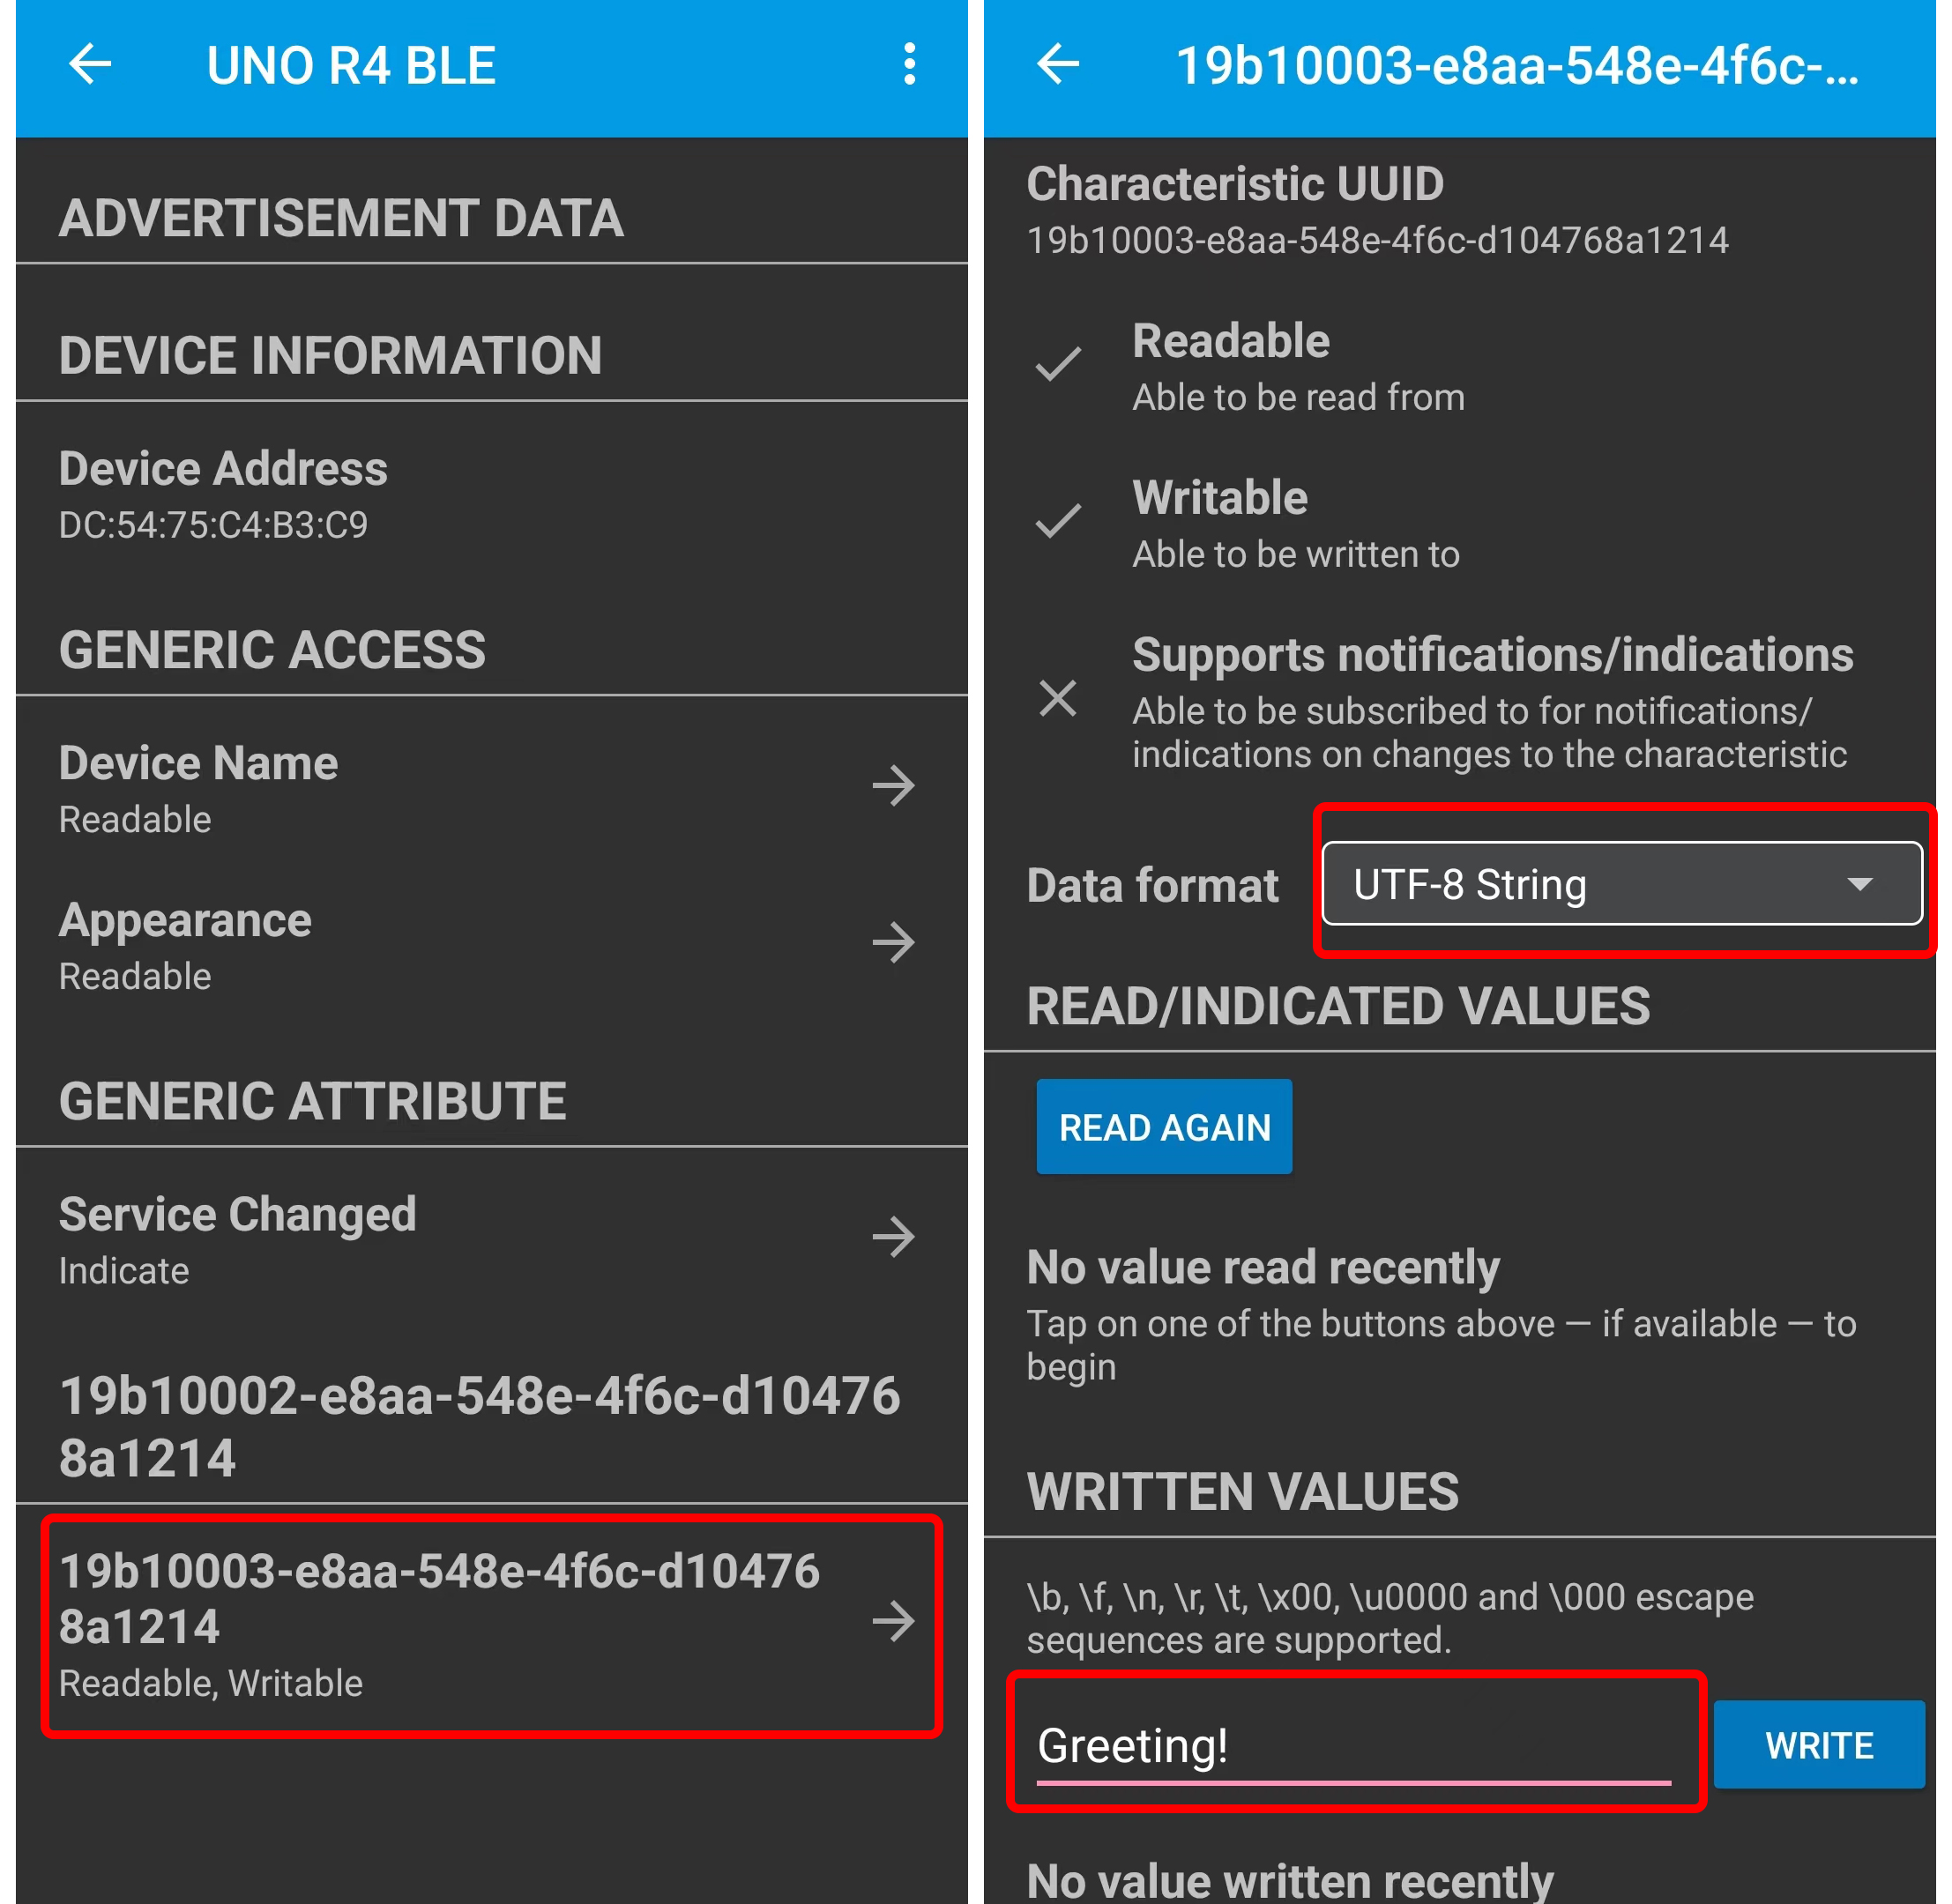 UNO R4 BLE
ADVERTISEMENT DATA
DEVICE INFORMATION
Device Address
DC:54:75:C4:B3:C9
GENERIC ACCESS
Device Name
Readable
Appearance
Readable
GENERIC ATTRIBUTE
Service Changed
Indicate
19b10002-e8aa-548e-4f6c-d10476
8a1214
19b10003-e8aa-548e-4f6c-d10476
8a1214
Readable, Writable
19b10003-e8aa-548e-4f6c-...
Characteristic UUID
19b10003-e8aa-548e-4f6c-d104768a1214
Readable
Able to be read from
Writable
Able to be written to
Supports notifications/indications
Able to be subscribed to for notifications/
indications on changes to the characteristic
Data format
UTF-8 String
READ/INDICATED VALUES
READ AGAIN
No value read recently
Tap on one of the buttons above — if available — to
begin
WRITTEN VALUES
\b, \f, \n, \r, \t, \x00, \u0000 and \000 escape
sequences are supported.
Greeting!
WRITE
No value written recently